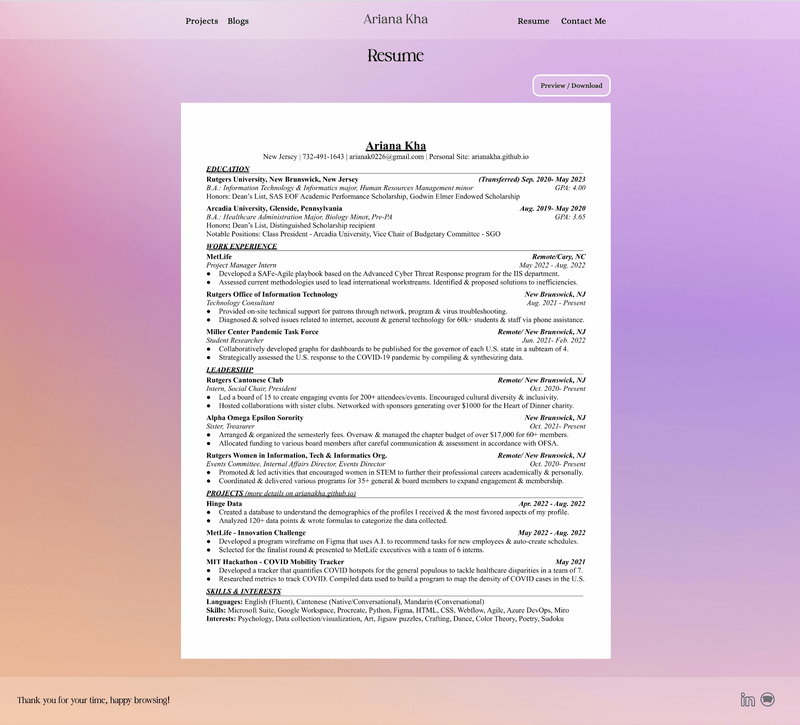 Projects Blogs Ariana Kha Resume Contact Me
Resume
Preview / Download
Ariana Kha
New Jersey | 732-491-1643 | arianak0226@gmail.com | Personal Site: arianakha.github.io
EDUCATION
Rutgers University, New Brunswick, New Jersey (Transferred) Sep. 2020- May 2023
B.A.: Information Technology & Informatics major, Human Resources Management minor GPA: 4.00
Honors: Dean's List, SAS EOF Academic Performance Scholarship, Godwin Elmer Endowed Scholarship
Arcadia University, Glenside, Pennsylvania Aug. 2019- May 2020
B.A.: Healthcare Administration Major, Biology Minor, Pre-PA GPA: 3.65
Honors: Dean's List, Distinguished Scholarship recipient
Notable Positions: Class President - Arcadia University, Vice Chair of Budgetary Committee - SGO
WORK EXPERIENCE
MetLife Remote/Cary, NC
Project Manager Intern May 2022 - Aug. 2022
● Developed a SAFe-Agile playbook based on the Advanced Cyber Threat Response program for the IIS department.
● Assessed current methodologies used to lead international workstreams. Identified & proposed solutions to inefficiencies.
Rutgers Office of Information Technology New Brunswick, NJ
Technology Consultant Aug. 2021 - Present
● Provided on-site technical support for patrons through network, program & virus troubleshooting.
● Diagnosed & solved issues related to internet, account & general technology for 60k+ students & staff via phone assistance.
Miller Center Pandemic Task Force Remote/ New Brunswick, NJ
Student Researcher Jun. 2021- Feb. 2022
● Collaboratively developed graphs for dashboards to be published for the governor of each U.S. state in a subteam of 4.
● Strategically assessed the U.S. response to the COVID-19 pandemic by compiling & synthesizing data.
LEADERSHIP
Rutgers Cantonese Club Remote/ New Brunswick, NJ
Intern, Social Chair, President Oct. 2020- Present
● Led a board of 15 to create engaging events for 200+ attendees/events. Encouraged cultural diversity & inclusivity.
● Hosted collaborations with sister clubs. Networked with sponsors generating over $1000 for the Heart of Dinner charity.
Alpha Omega Epsilon Sorority New Brunswick, NJ
Sister, Treasurer Oct. 2021- Present
● Arranged & organized the semesterly fees. Oversaw & managed the chapter budget of over $17,000 for 60+ members.
● Allocated funding to various board members after careful communication & assessment in accordance with OFSA.
Rutgers Women in Information, Tech & Informatics Org. Remote/ New Brunswick, NJ
Events Committee, Internal Affairs Director, Events Director Oct. 2020- Present
● Promoted & led activities that encouraged women in STEM to further their professional careers academically & personally.
● Coordinated & delivered various programs for 35+ general & board members to expand engagement & membership.
PROJECTS (more details on arianakha.github.io)
Hinge Data Apr. 2022 - Aug. 2022
● Created a database to understand the demographics of the profiles I received & the most favored aspects of my profile.
● Analyzed 120+ data points & wrote formulas to categorize the data collected.
MetLife - Innovation Challenge May 2022 - Aug. 2022
● Developed a program wireframe on Figma that uses A.I. to recommend tasks for new employees & auto-create schedules.
● Selected for the finalist round & presented to MetLife executives with a team of 6 interns.
MIT Hackathon - COVID Mobility Tracker May 2021
● Developed a tracker that quantifies COVID hotspots for the general populous to tackle healthcare disparities in a team of 7.
● Researched metrics to track COVID. Compiled data used to build a program to map the density of COVID cases in the U.S.
SKILLS & INTERESTS
Languages: English (Fluent), Cantonese (Native/Conversational), Mandarin (Conversational)
Skills: Microsoft Suite, Google Workspace, Procreate, Python, Figma, HTML, CSS, Webflow, Agile, Azure DevOps, Miro
Interests: Psychology, Data collection/visualization, Art, Jigsaw puzzles, Crafting, Dance, Color Theory, Poetry, Sudoku
Thank you for your time, happy browsing! in